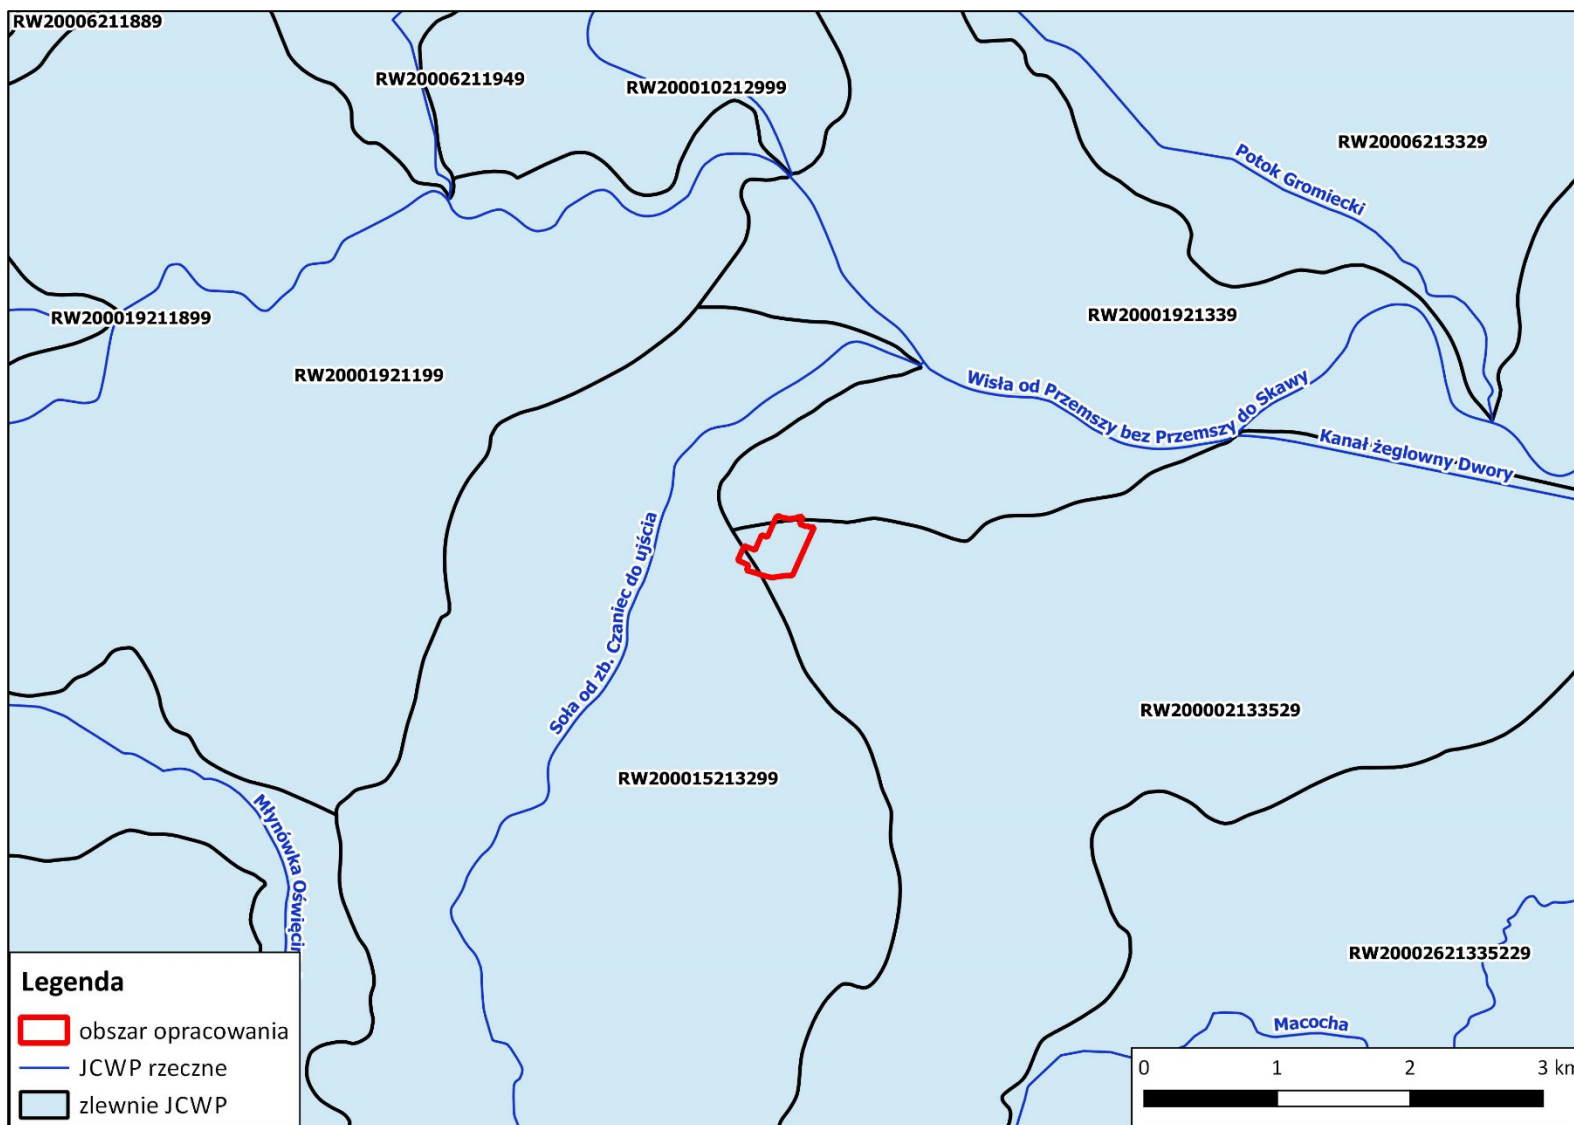 RW20006211889
RW20006211949
RW200010212999
RW20006213329
Potok Gromiecki
RW200019211899
RW20001921339
RW20001921199
Wisła od Przemszy bez Przemszy do Skawy
Kanał żeglowny Dwory
Soła od zb. Czaniec do ujścia
RW200002133529
RW200015213299
Młynówka Oświęcin
RW20002621335229
Macocha
Legenda
obszar opracowania
JCWP rzeczne
zlewnie JCWP
0 1 2 3 km